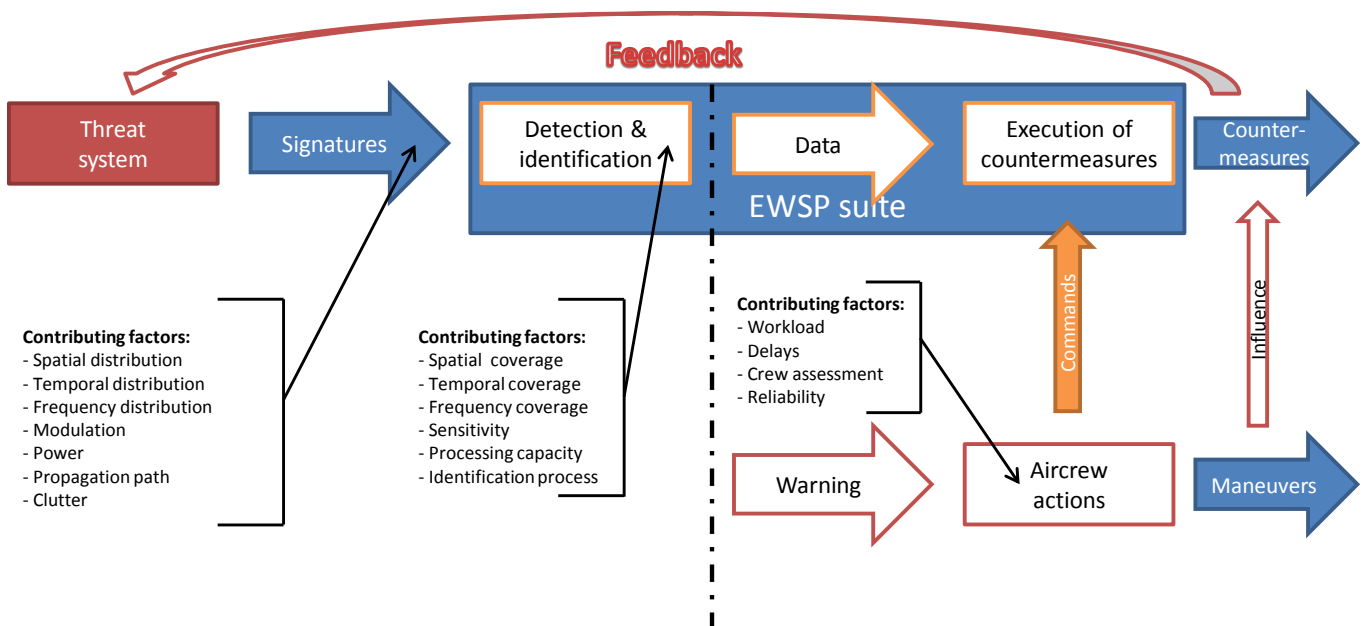 Feedback
Threat
system
Signatures
Detection &
identification
Data
Execution of
countermeasures
Counter-
measures
EWSP suite
Contributing factors:
- Spatial distribution
- Temporal distribution
- Frequency distribution
- Modulation
- Power
- Propagation path
- Clutter
Contributing factors:
- Spatial  coverage
- Temporal coverage
- Frequency coverage
- Sensitivity
- Processing capacity
- Identification process
Contributing factors:
- Workload
- Delays
- Crew assessment
- Reliability
Commands
Influence
Warning
Aircrew
actions
Maneuvers